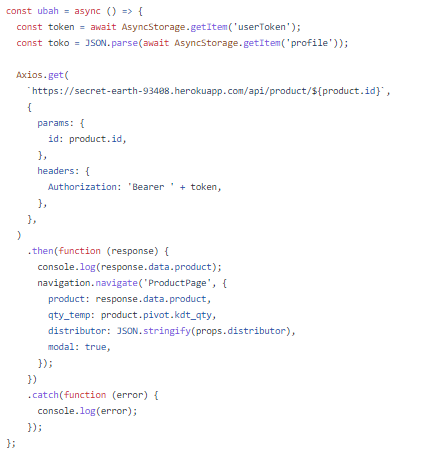 const ubah = async () => {
  const token = await AsyncStorage.getItem('userToken');
  const toko = JSON.parse(await AsyncStorage.getItem('profile'));

  Axios.get(
    `https://secret-earth-93408.herokuapp.com/api/product/${product.id}`,
    {
      params: {
        id: product.id,
      },
      headers: {
        Authorization: 'Bearer ' + token,
      },
    },
  )
    .then(function (response) {
      console.log(response.data.product);
      navigation.navigate('ProductPage', {
        product: response.data.product,
        qty_temp: product.pivot.kdt_qty,
        distributor: JSON.stringify(props.distributor),
        modal: true,
      });
    })
    .catch(function (error) {
      console.log(error);
    });
};